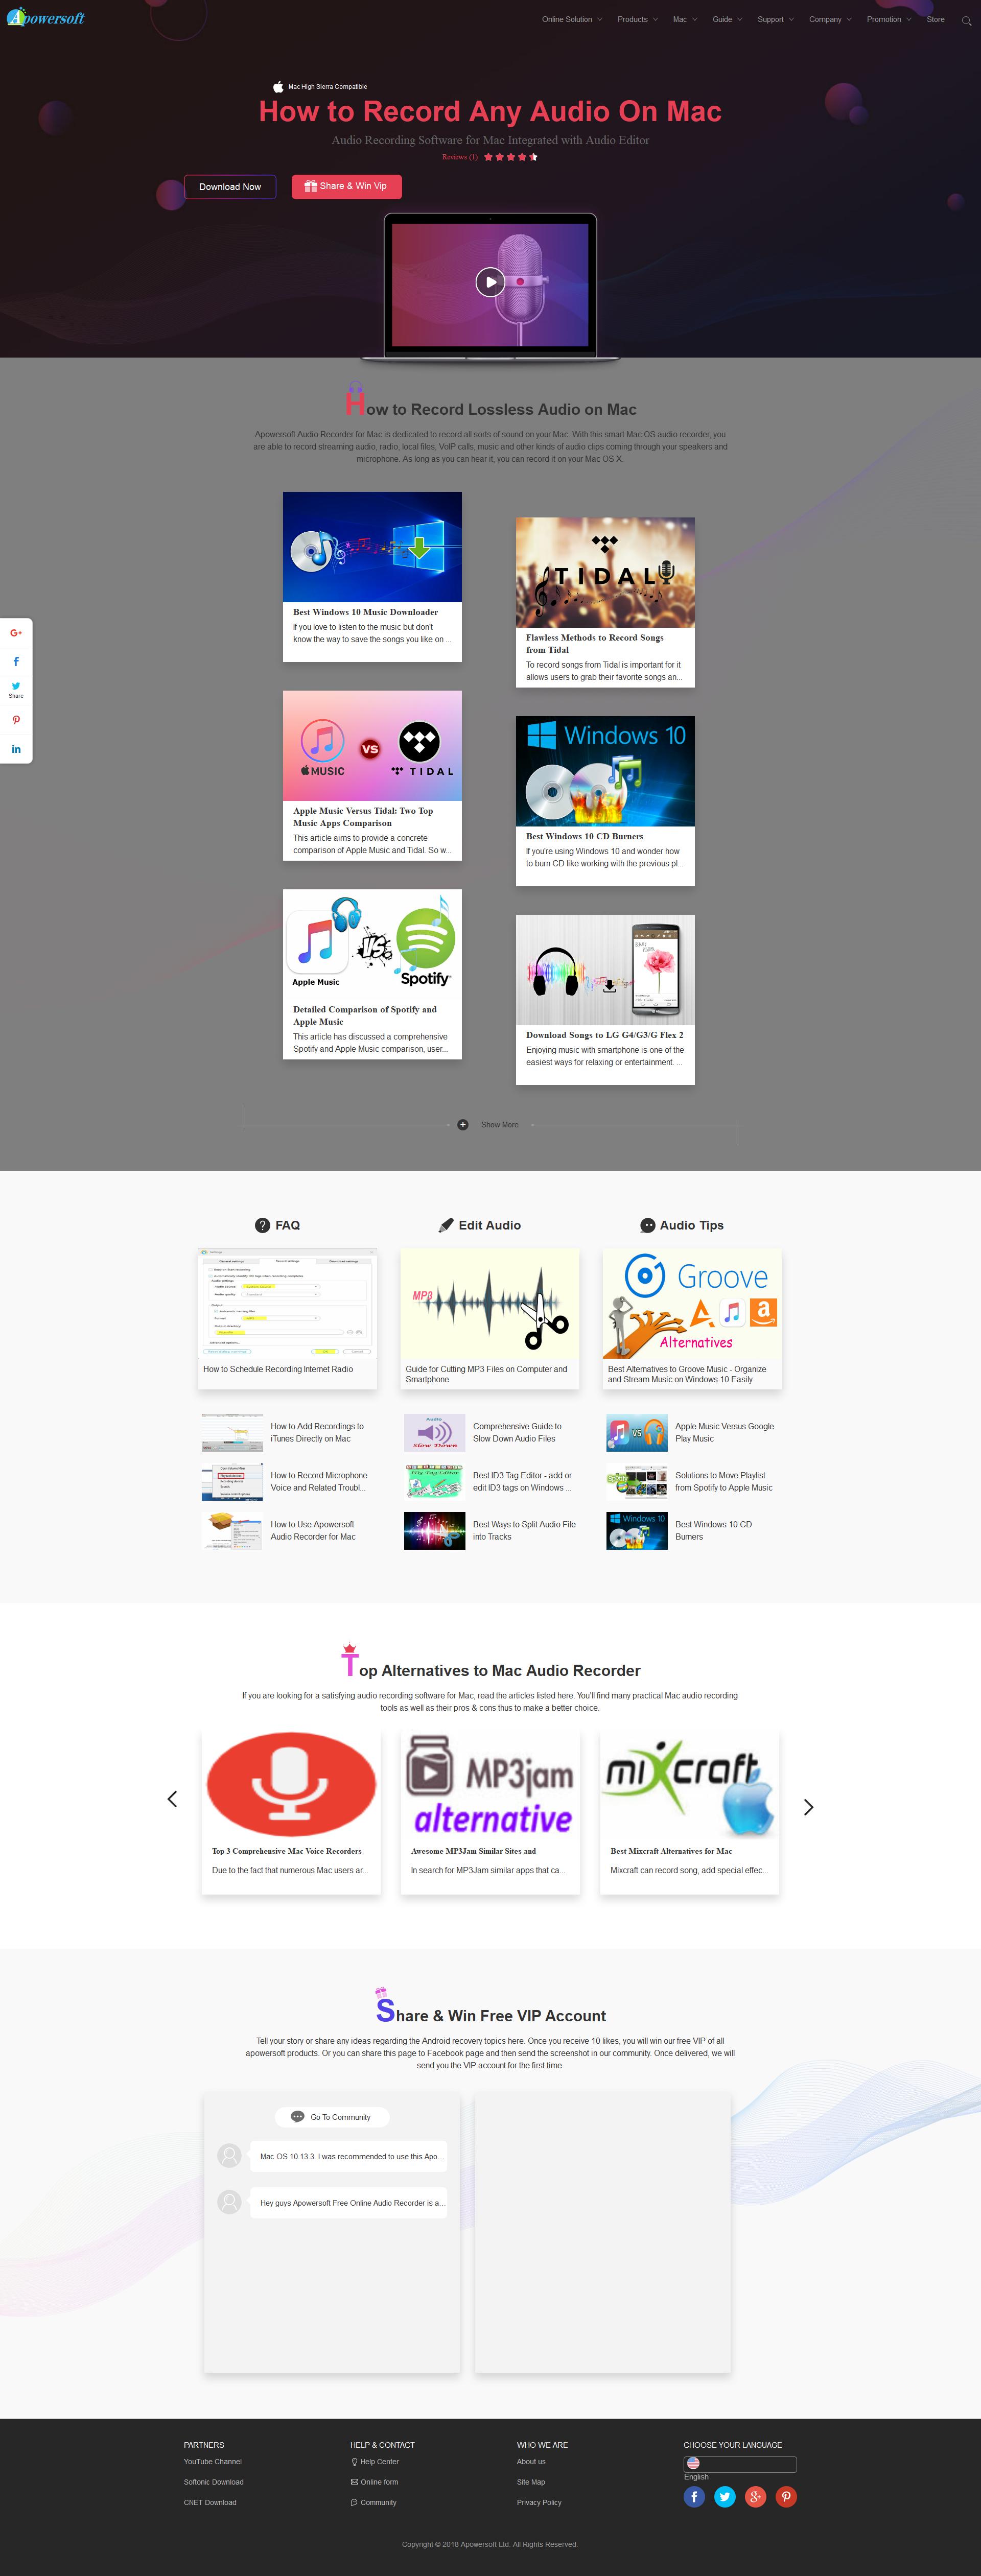 Apowersoft
Online Solution
Products
Mac
Guide
Support
Company
Promotion
Store
Mac High Sierra Compatible
How to Record Any Audio On Mac
Audio Recording Software for Mac Integrated with Audio Editor
Reviews (1)
Download Now
Share & Win Vip
How to Record Lossless Audio on Mac
Apowersoft Audio Recorder for Mac is dedicated to record all sorts of sound on your Mac. With this smart Mac OS audio recorder, you
are able to record streaming audio, radio, local files, VoIP calls, music and other kinds of audio clips coming through your speakers and
microphone. As long as you can hear it, you can record it on your Mac OS X.
Best Windows 10 Music Downloader
If you love to listen to the music but don't
know the way to save the songs you like on ...
TIDAL
Flawless Methods to Record Songs
from Tidal
To record songs from Tidal is important for it
allows users to grab their favorite songs an...
G+
f
Share
in
MUSIC
VS
TIDAL
Apple Music Versus Tidal: Two Top
Music Apps Comparison
This article aims to provide a concrete
comparison of Apple Music and Tidal. So w...
Windows 10
Best Windows 10 CD Burners
If you're using Windows 10 and wonder how
to burn CD like working with the previous pl...
Apple Music
VS
Spotify
Detailed Comparison of Spotify and
Apple Music
This article has discussed a comprehensive
Spotify and Apple Music comparison, user...
Download Songs to LG G4/G3/G Flex 2
Enjoying music with smartphone is one of the
easiest ways for relaxing or entertainment. ...
Show More
FAQ
Edit Audio
Audio Tips
MP3
Groove
Alternatives
How to Schedule Recording Internet Radio
Guide for Cutting MP3 Files on Computer and
Smartphone
Best Alternatives to Groove Music - Organize
and Stream Music on Windows 10 Easily
How to Add Recordings to
iTunes Directly on Mac
Audio
Slow Down
Comprehensive Guide to
Slow Down Audio Files
VS
Apple Music Versus Google
Play Music
How to Record Microphone
Voice and Related Troubl...
ID3 Tag Editor
Best ID3 Tag Editor - add or
edit ID3 tags on Windows ...
Solutions to Move Playlist
from Spotify to Apple Music
How to Use Apowersoft
Audio Recorder for Mac
Best Ways to Split Audio File
into Tracks
Windows 10
Best Windows 10 CD
Burners
Top Alternatives to Mac Audio Recorder
If you are looking for a satisfying audio recording software for Mac, read the articles listed here. You'll find many practical Mac audio recording
tools as well as their pros & cons thus to make a better choice.
MP3jam
alternative
mixcraft
Top 3 Comprehensive Mac Voice Recorders
Due to the fact that numerous Mac users ar...
Awesome MP3Jam Similar Sites and
In search for MP3Jam similar apps that ca...
Best Mixcraft Alternatives for Mac
Mixcraft can record song, add special effec...
Share & Win Free VIP Account
Tell your story or share any ideas regarding the Android recovery topics here. Once you receive 10 likes, you will win our free VIP of all
apowersoft products. Or you can share this page to Facebook page and then send the screenshot in our community. Once delivered, we will
send you the VIP account for the first time.
Go To Community
Mac OS 10.13.3. I was recommended to use this Apo...
Hey guys Apowersoft Free Online Audio Recorder is a...
PARTNERS
YouTube Channel
Softonic Download
CNET Download
HELP & CONTACT
Help Center
Online form
Community
WHO WE ARE
About us
Site Map
Privacy Policy
CHOOSE YOUR LANGUAGE
English
Copyright © 2018 Apowersoft Ltd. All Rights Reserved.